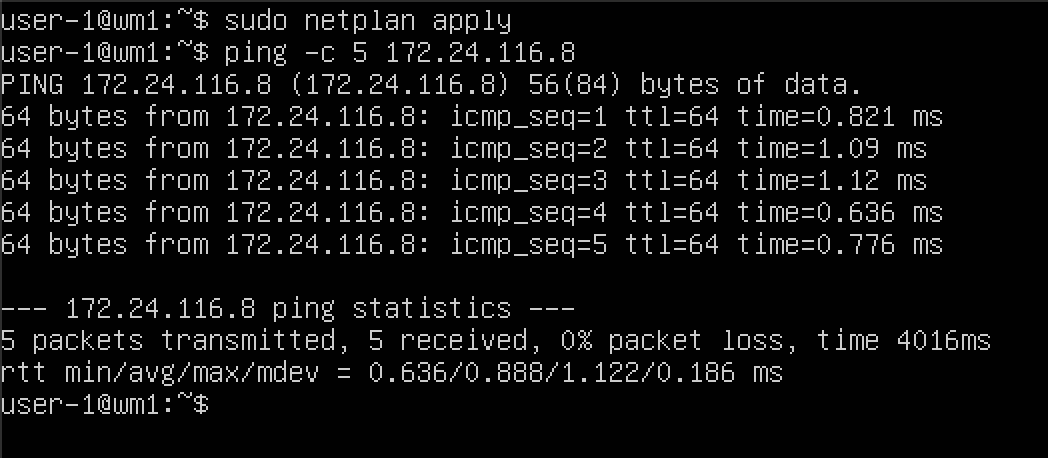 user-1@wm1:~$ sudo netplan apply
user-1@wm1:~$ ping -c 5 172.24.116.8
PING 172.24.116.8 (172.24.116.8) 56(84) bytes of data.
64 bytes from 172.24.116.8: icmp_seq=1 ttl=64 time=0.821 ms
64 bytes from 172.24.116.8: icmp_seq=2 ttl=64 time=1.09 ms
64 bytes from 172.24.116.8: icmp_seq=3 ttl=64 time=1.12 ms
64 bytes from 172.24.116.8: icmp_seq=4 ttl=64 time=0.636 ms
64 bytes from 172.24.116.8: icmp_seq=5 ttl=64 time=0.776 ms
--- 172.24.116.8 ping statistics ---
5 packets transmitted, 5 received, 0% packet loss, time 4016ms
rtt min/avg/max/mdev = 0.636/0.888/1.122/0.186 ms
user-1@wm1:~$